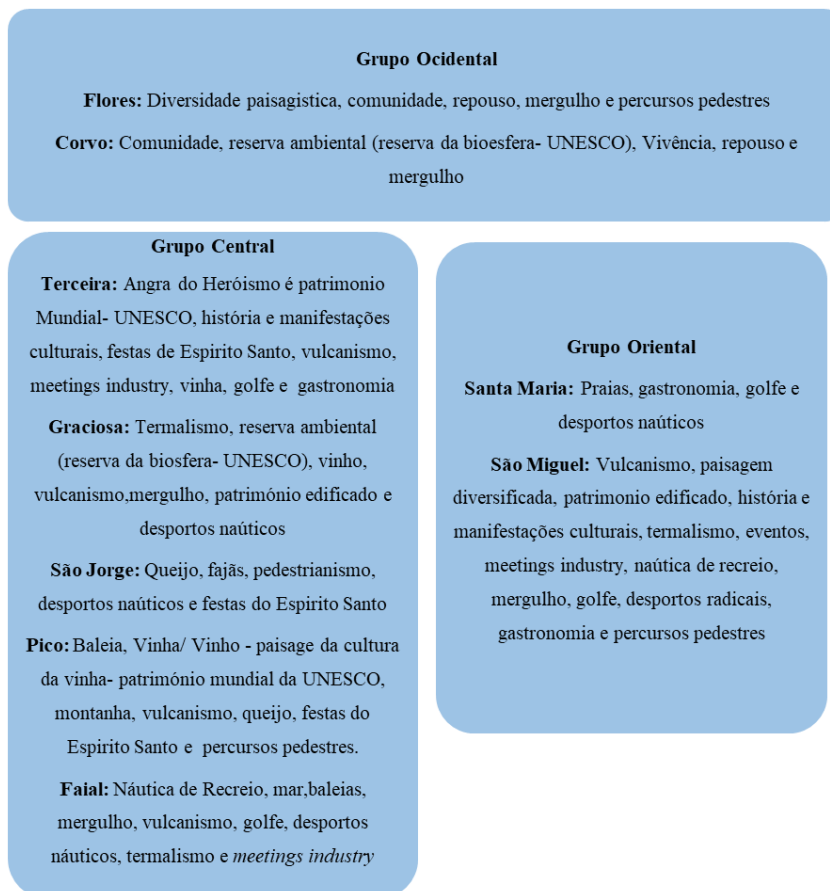 Grupo Ocidental
Flores: Diversidade paisagistica, comunidade, repouso, mergulho e percursos pedestres
Corvo: Comunidade, reserva ambiental (reserva da bioesfera- UNESCO), Vivência, repouso e
mergulho
Grupo Central
Terceira: Angra do Heróismo é patrimonio
Mundial- UNESCO, história e manifestações
culturais, festas de Espirito Santo, vulcanismo,
meetings industry, vinha, golfe e gastronomia
Graciosa: Termalismo, reserva ambiental
(reserva da biosfera- UNESCO), vinho,
vulcanismo,mergulho, património edificado e
desportos naúticos
São Jorge: Queijo, fajãs, pedestrianismo,
desportos naúticos e festas do Espirito Santo
Pico: Baleia, Vinha/ Vinho - paisage da cultura
da vinha- património mundial da UNESCO,
montanha, vulcanismo, queijo, festas do
Espirito Santo e percursos pedestres.
Faial: Náutica de Recreio, mar,baleias,
mergulho, vulcanismo, golfe, desportos
náuticos, termalismo e meetings industry
Grupo Oriental
Santa Maria: Praias, gastronomia, golfe e
desportos naúticos
São Miguel: Vulcanismo, paisagem
diversificada, patrimonio edificado, história e
manifestações culturais, termalismo, eventos,
meetings industry, naútica de recreio,
mergulho, golfe, desportos radicais,
gastronomia e percursos pedestres